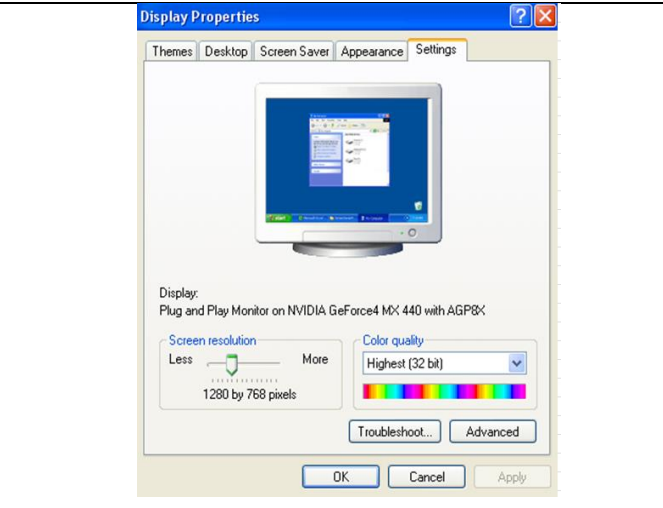 Display Properties
Themes Desktop Screen Saver Appearance Settings
start
Display:
Plug and Play Monitor on NVIDIA GeForce4 MX 440 with AGP8X
Screen resolution
Less More
1280 by 768 pixels
Color quality
Highest (32 bit)
Troubleshoot... Advanced
OK Cancel Apply